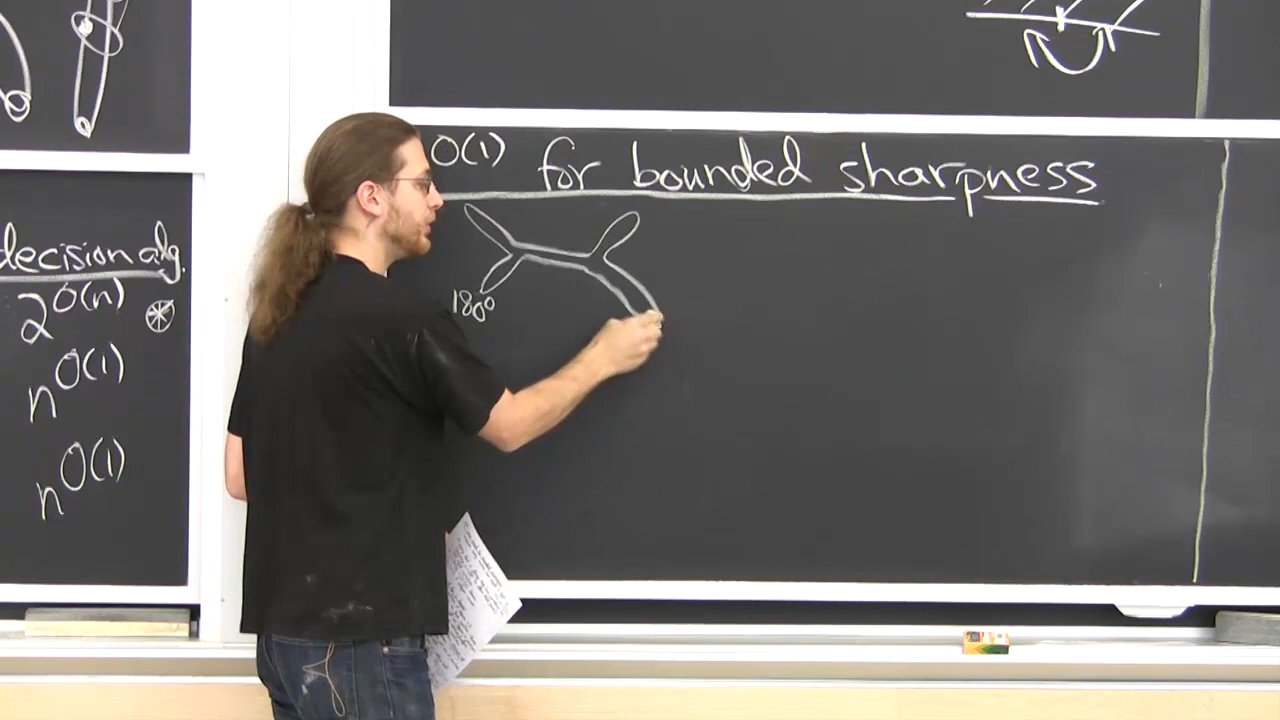 decision alg.
2^O(n)
n^O(1)
n^O(1)
O(1) for bounded sharpness
180°